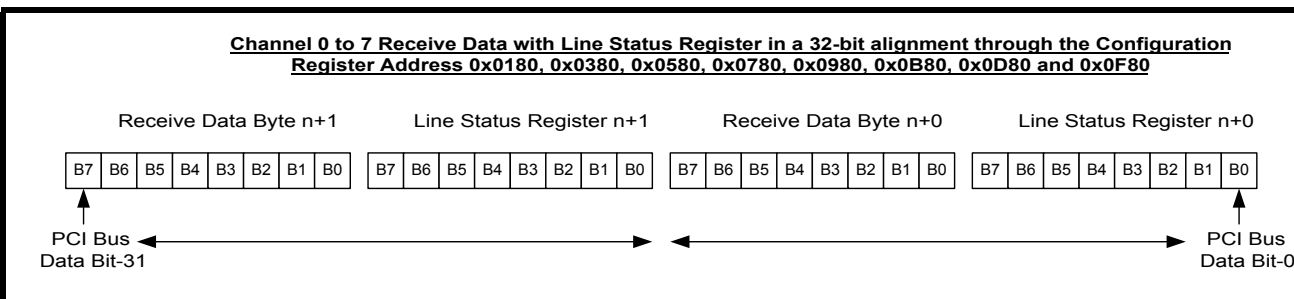 Channel 0 to 7 Receive Data with Line Status Register in a 32-bit alignment through the Configuration
Register Address 0x0180, 0x0380, 0x0580, 0x0780, 0x0980, 0x0B80, 0x0D80 and 0x0F80
Receive Data Byte n+1 Line Status Register n+1 Receive Data Byte n+0 Line Status Register n+0
B7 B6 B5 B4 B3 B2 B1 B0 B7 B6 B5 B4 B3 B2 B1 B0 B7 B6 B5 B4 B3 B2 B1 B0 B7 B6 B5 B4 B3 B2 B1 B0
PCI Bus
Data Bit-31
PCI Bus
Data Bit-0